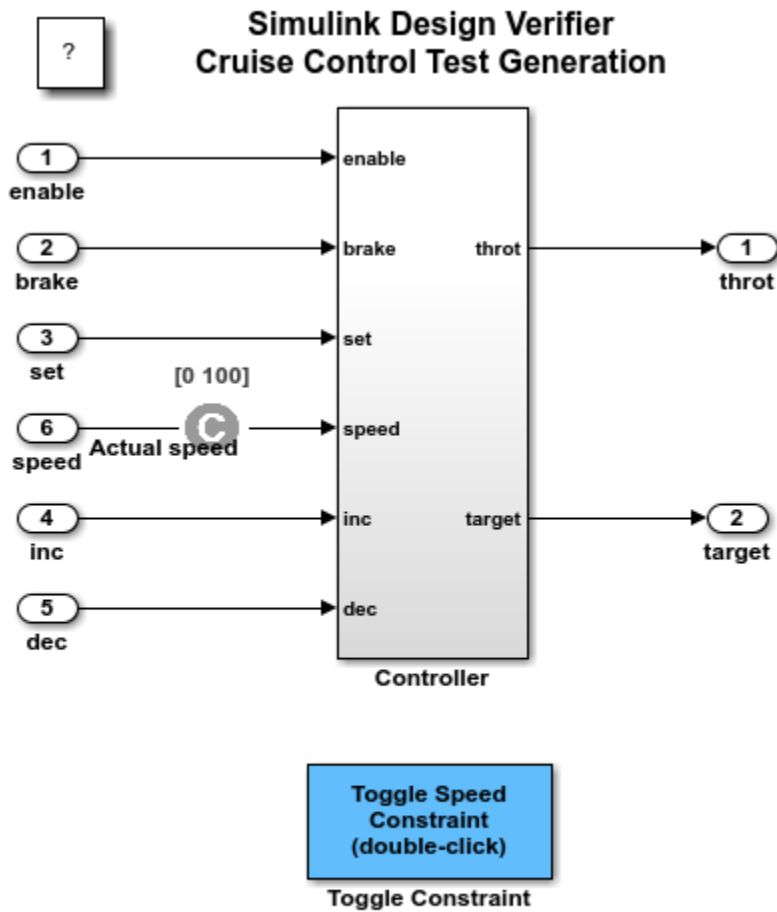 Simulink Design Verifier
Cruise Control Test Generation
?
1
enable
enable
2
brake
brake
throt
1
throt
3
set
set
[0 100]
6
speed
C
Actual speed
speed
4
inc
inc
target
2
target
5
dec
dec
Controller
Toggle Speed
Constraint
(double-click)
Toggle Constraint